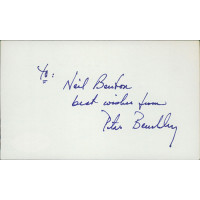 To:
Neil Benton
best wishes from
Peter Benchley